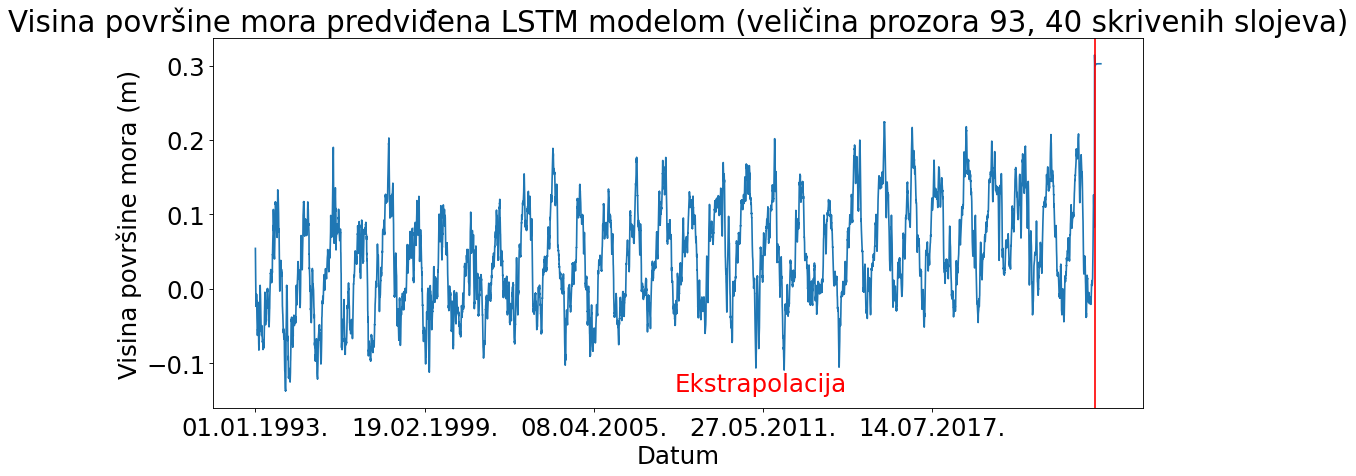 Visina površine mora predviđena LSTM modelom (veličina prozora 93, 40 skrivenih slojeva)
Visina površine mora (m)
0.3
0.2
0.1
0.0
−0.1
Ekstrapolacija
01.01.1993. 19.02.1999. 08.04.2005. 27.05.2011. 14.07.2017.
Datum